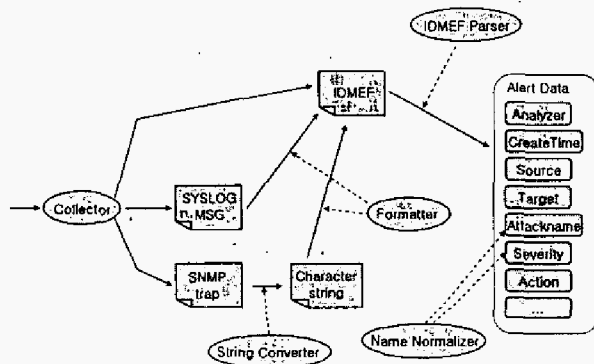 IDMEF Parser
IDMEF
Alert Data
Analyzer
CreateTime
Source
Target
Attackname
Severity
Action
...
Collector
SYSLOG
MSG
Formatter
SNMP
trap
Character
string
String Converter
Name Normalizer